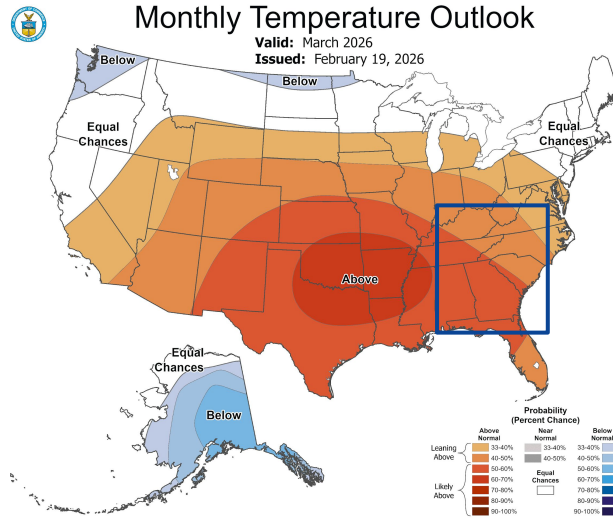 Monthly Temperature Outlook
Valid: March 2026
Issued: February 19, 2026
Below
Below
Equal
Chances
Equal
Chances
Above
Equal
Chances
Below
Probability
(Percent Chance)
Above
Normal
Near
Normal
Below
Normal
Leaning
Above
33-40%
40-50%
33-40%
40-50%
33-40%
40-50%
Likely
Above
50-60%
60-70%
70-80%
80-90%
90-100%
Equal
Chances
50-60%
60-70%
70-80%
80-90%
90-100%